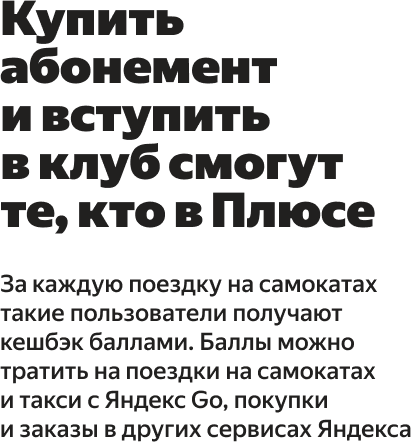 Купить
абонемент
и вступить
в клуб смогут
те, кто в Плюсе
За каждую поездку на самокатах
такие пользователи получают
кешбэк баллами. Баллы можно
тратить на поездки на самокатах
и такси с Яндекс Go, покупки
и заказы в других сервисах Яндекса